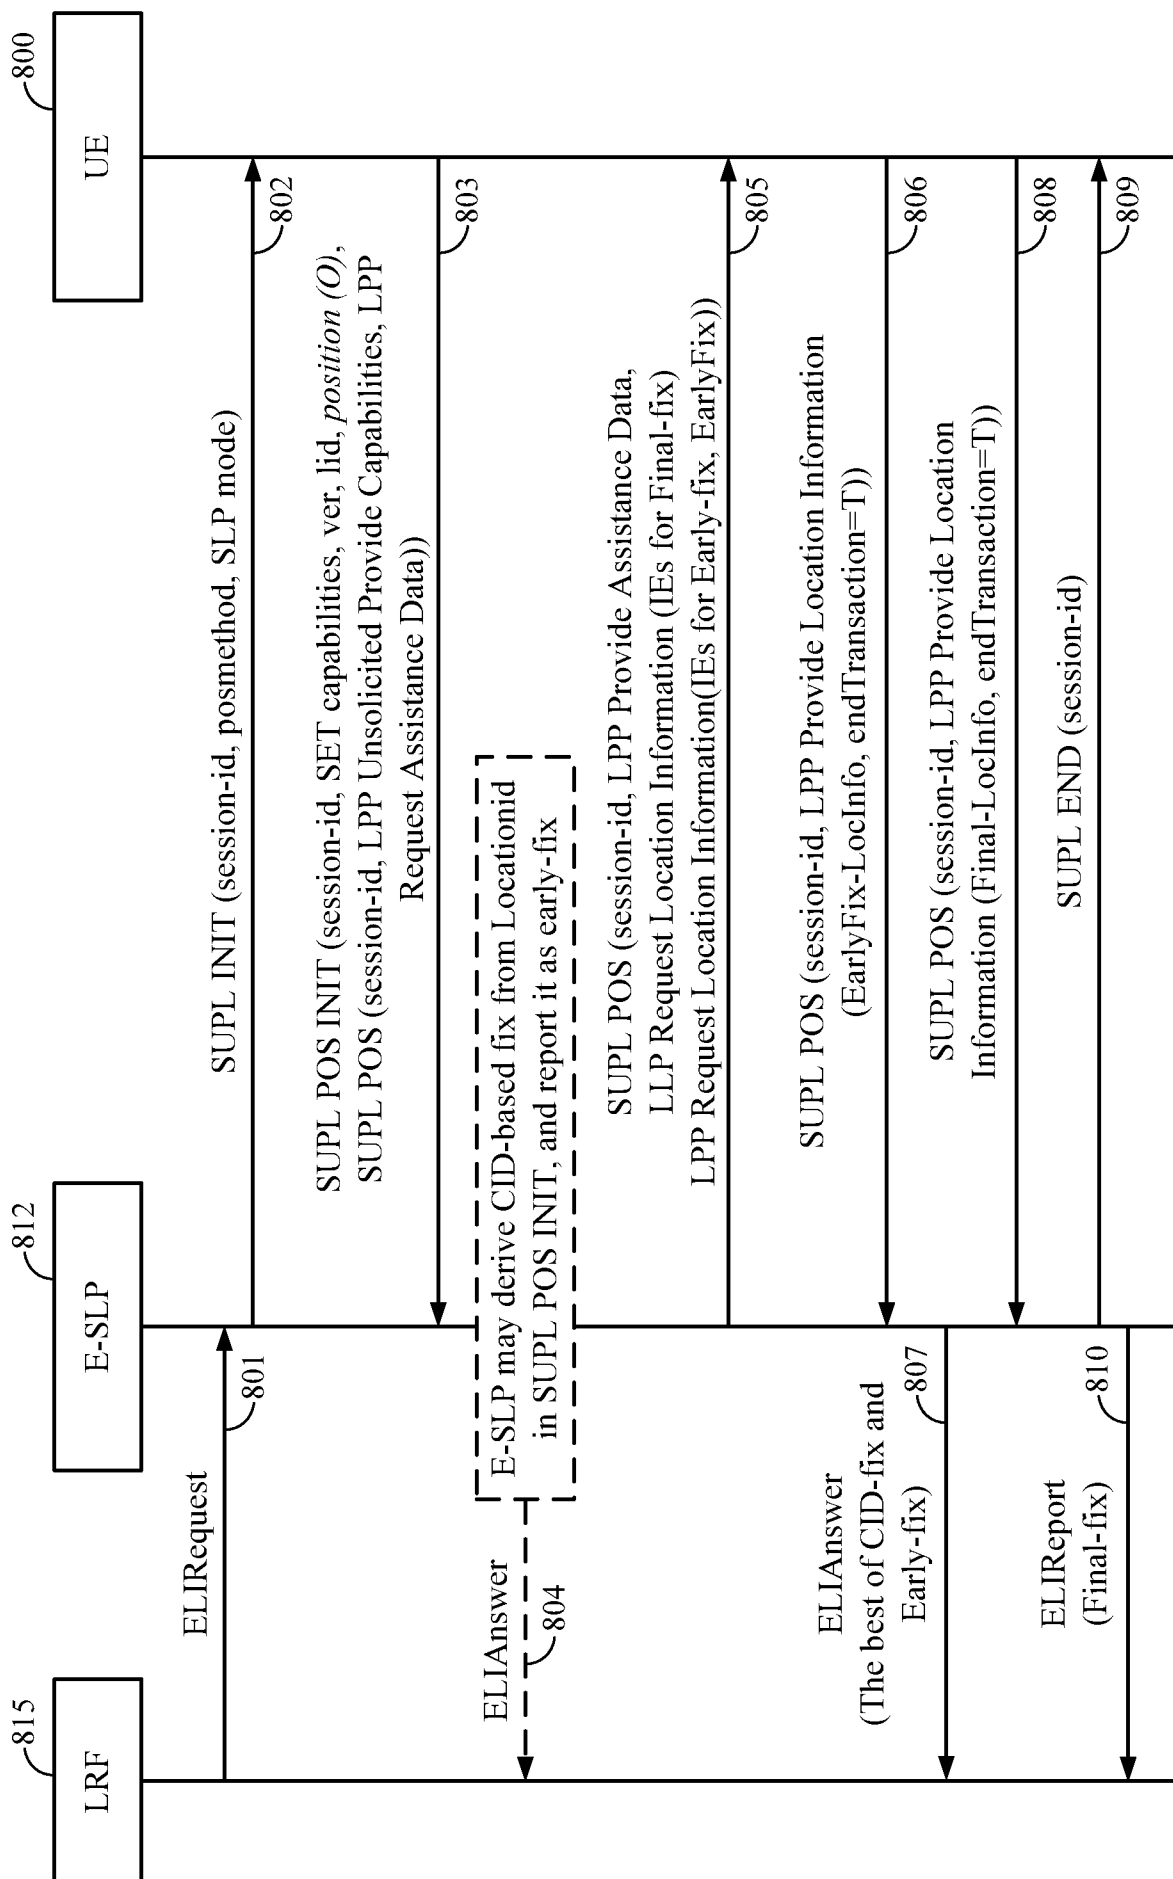 815
LRF
812
E-SLP
800
UE
ELIRequest
801
SUPL INIT (session-id, posmethod, SLP mode)
802
SUPL POS INIT (session-id, SET capabilities, ver, lid, position (O),
SUPL POS (session-id, LPP Unsolicited Provide Capabilities, LPP
Request Assistance Data))
803
E-SLP may derive CID-based fix from Locationid
in SUPL POS INIT, and report it as early-fix
ELIAnswer
804
SUPL POS (session-id, LPP Provide Assistance Data,
LLP Request Location Information (IEs for Final-fix)
LPP Request Location Information(IEs for Early-fix, EarlyFix))
805
SUPL POS (session-id, LPP Provide Location Information
(EarlyFix-LocInfo, endTransaction=T))
806
ELIAnswer
(The best of CID-fix and
Early-fix)
807
SUPL POS (session-id, LPP Provide Location
Information (Final-LocInfo, endTransaction=T))
808
SUPL END (session-id)
809
ELIReport
(Final-fix)
810